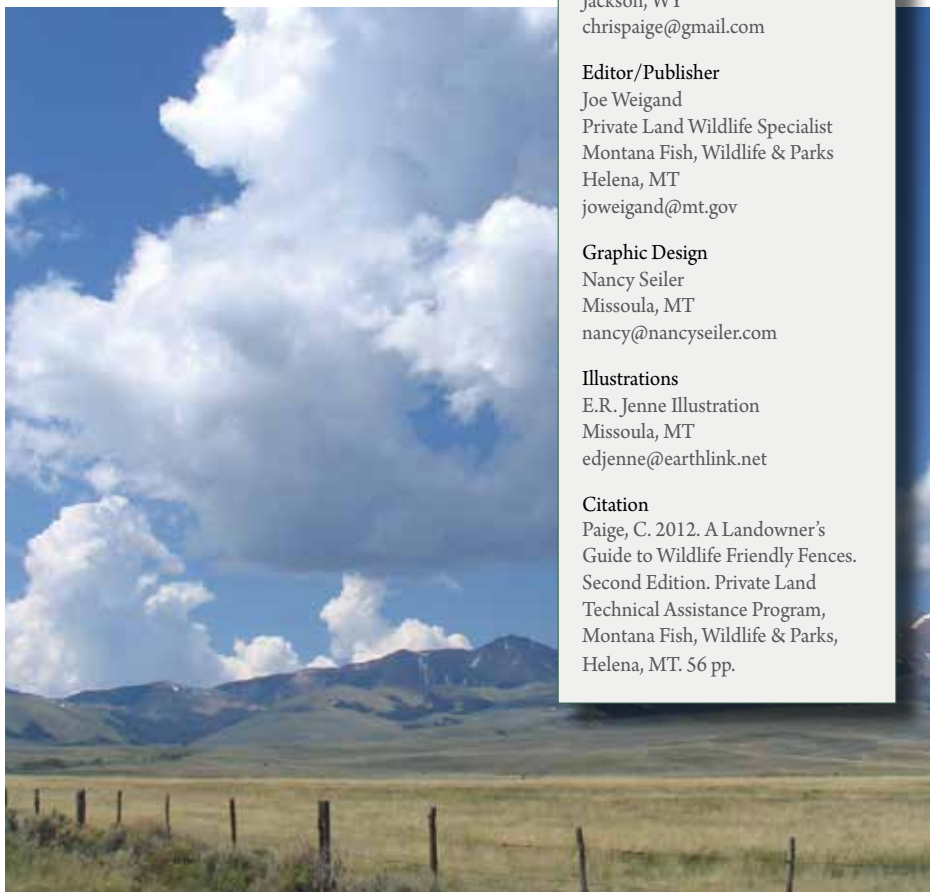 Jackson, WY
chrispaige@gmail.com
Editor/Publisher
Joe Weigand
Private Land Wildlife Specialist
Montana Fish, Wildlife & Parks
Helena, MT
joweigand@mt.gov
Graphic Design
Nancy Seiler
Missoula, MT
nancy@nancyseiler.com
Illustrations
E.R. Jenne Illustration
Missoula, MT
edjenne@earthlink.net
Citation
Paige, C. 2012. A Landowner’s
Guide to Wildlife Friendly Fences.
Second Edition. Private Land
Technical Assistance Program,
Montana Fish, Wildlife & Parks,
Helena, MT. 56 pp.